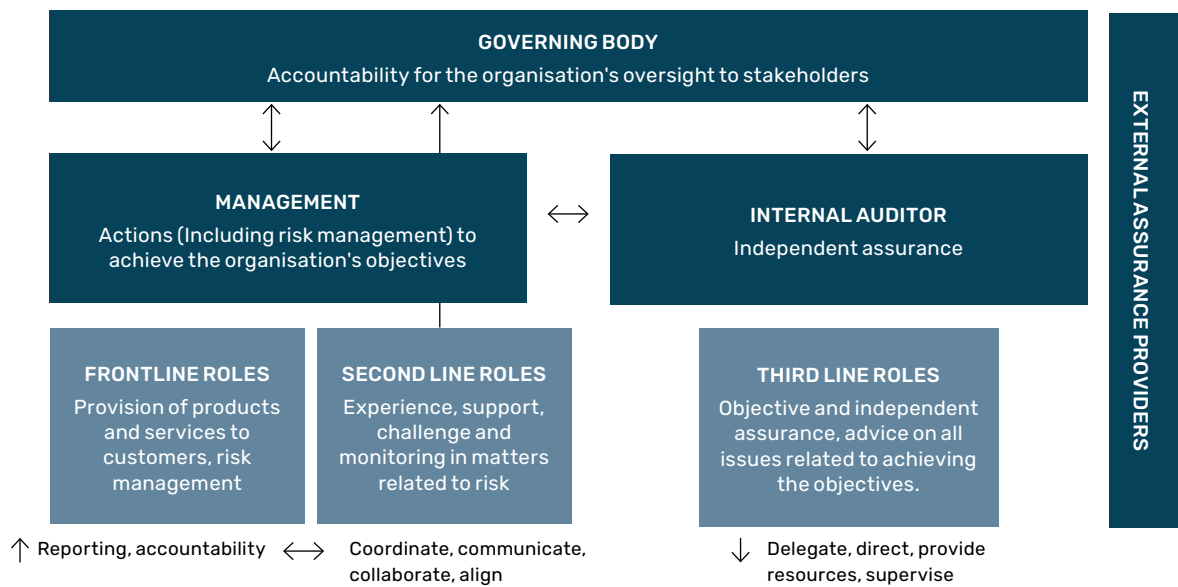 GOVERNING BODY
Accountability for the organisation's oversight to stakeholders
MANAGEMENT
Actions (Including risk management) to
achieve the organisation's objectives
INTERNAL AUDITOR
Independent assurance
FRONTLINE ROLES
Provision of products
and services to
customers, risk
management
SECOND LINE ROLES
Experience, support,
challenge and
monitoring in matters
related to risk
THIRD LINE ROLES
Objective and independent
assurance, advice on all
issues related to achieving
the objectives.
EXTERNAL ASSURANCE PROVIDERS
Reporting, accountability
Coordinate, communicate,
collaborate, align
Delegate, direct, provide
resources, supervise